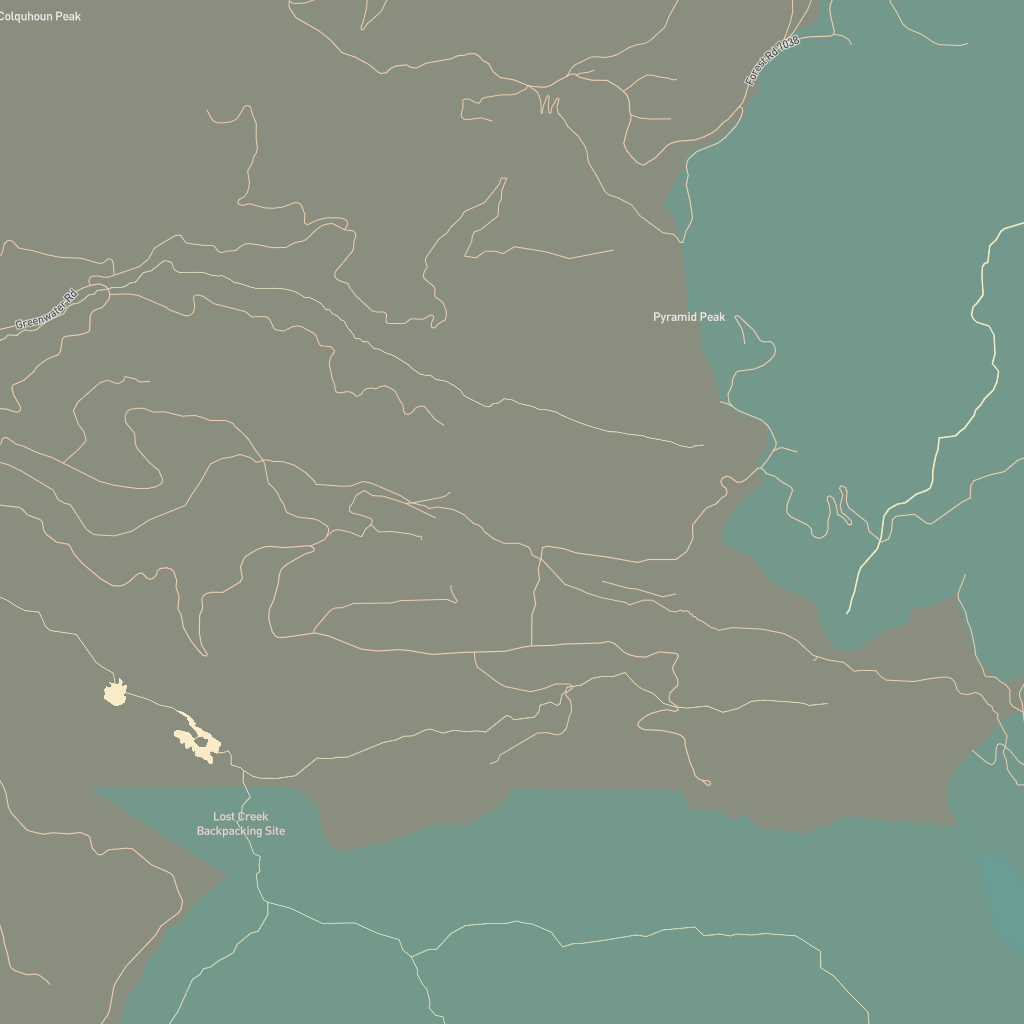 Colquhoun Peak
Forest Rd 7038
Greenwater Rd
Pyramid Peak
Lost Creek
Backpacking Site